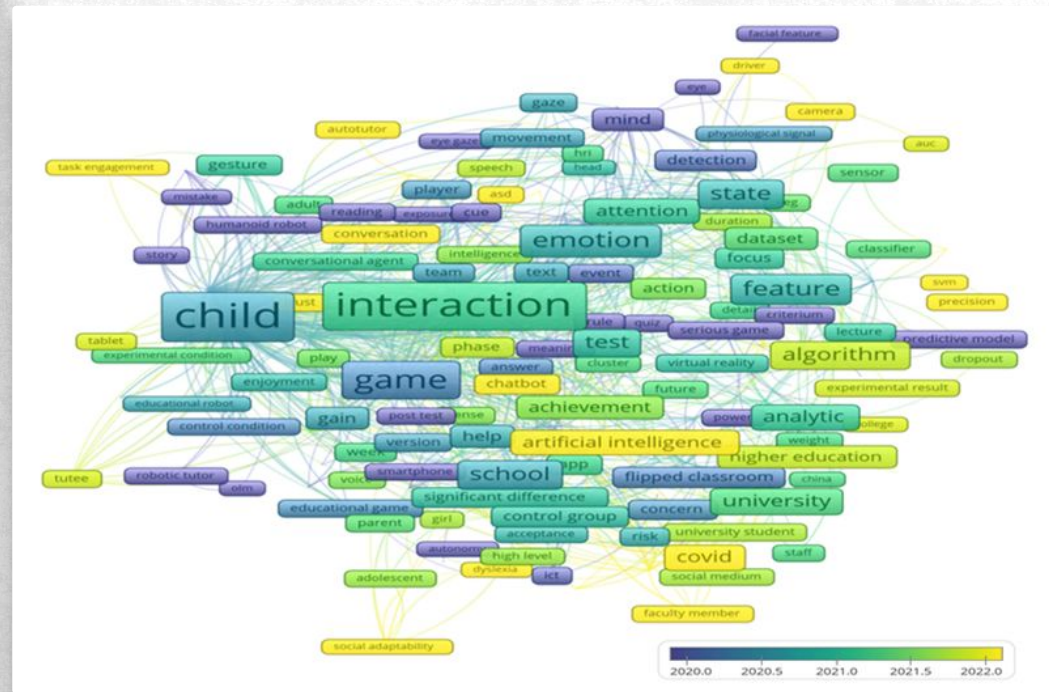 facial feature
driver
eye
gaze
camera
mind
autotutor
physiological signal
eye gaze
movement
auc
hri
detection
task engagement
gesture
speech
head
sensor
player
asd
state
mistake
adult
reading
cue
attention
duration
humanoid robot
conversation
emotion
dataset
classifier
story
conversational agent
intelligence
focus
team
text
event
svm
action
feature
precision
child
interaction
criterium
rule
quiz
serious game
lecture
predictive model
tablet
test
experimental condition
play
phase
cluster
virtual reality
algorithm
dropout
answer
enjoyment
game
chatbot
future
experimental result
educational robot
achievement
gain
post test
power
analytic
control condition
version
help
artificial intelligence
weight
week
higher education
smartphone
school
app
tutee
robotic tutor
voice
flipped classroom
china
olm
significant difference
university
educational game
control group
concern
parent
girl
acceptance
risk
university student
high level
covid
staff
dyslexia
ict
adolescent
social medium
faculty member
social adaptability
2020.0 2020.5 2021.0 2021.5 2022.0